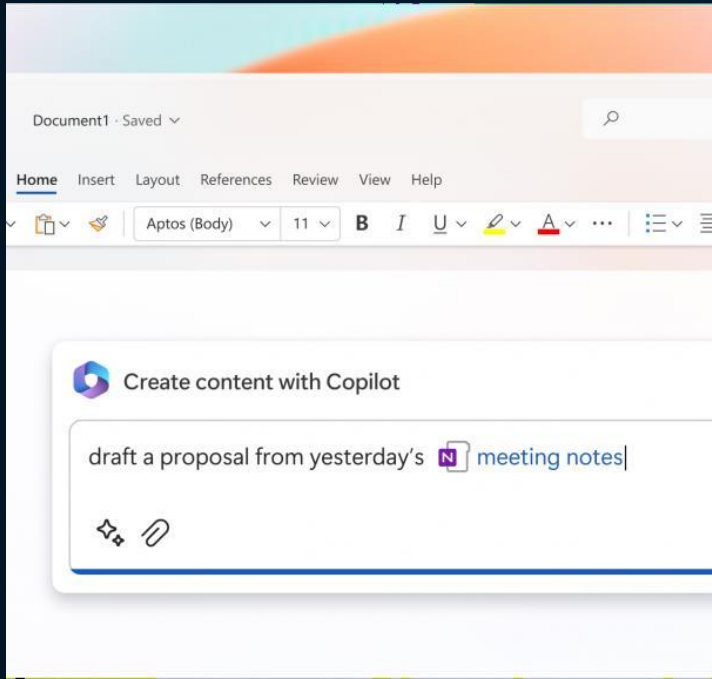 Document1 · Saved
Home Insert Layout References Review View Help
Aptos (Body) 11 B I U A ...
Create content with Copilot
draft a proposal from yesterday's N meeting notes